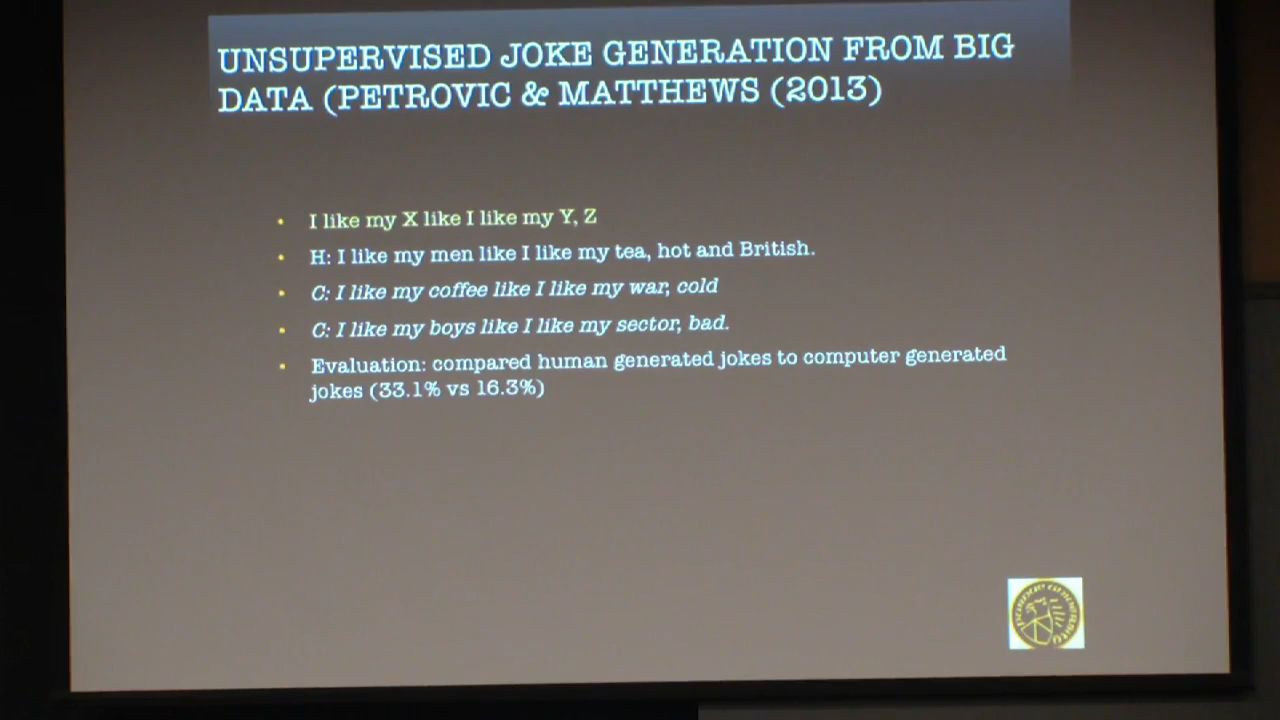 UNSUPERVISED JOKE GENERATION FROM BIG
DATA (PETROVIC & MATTHEWS (2013)
• I like my X like I like my Y, Z
• H: I like my men like I like my tea, hot and British.
• C: I like my coffee like I like my war, cold
• C: I like my boys like I like my sector, bad.
• Evaluation: compared human generated jokes to computer generated
jokes (33.1% vs 16.3%)